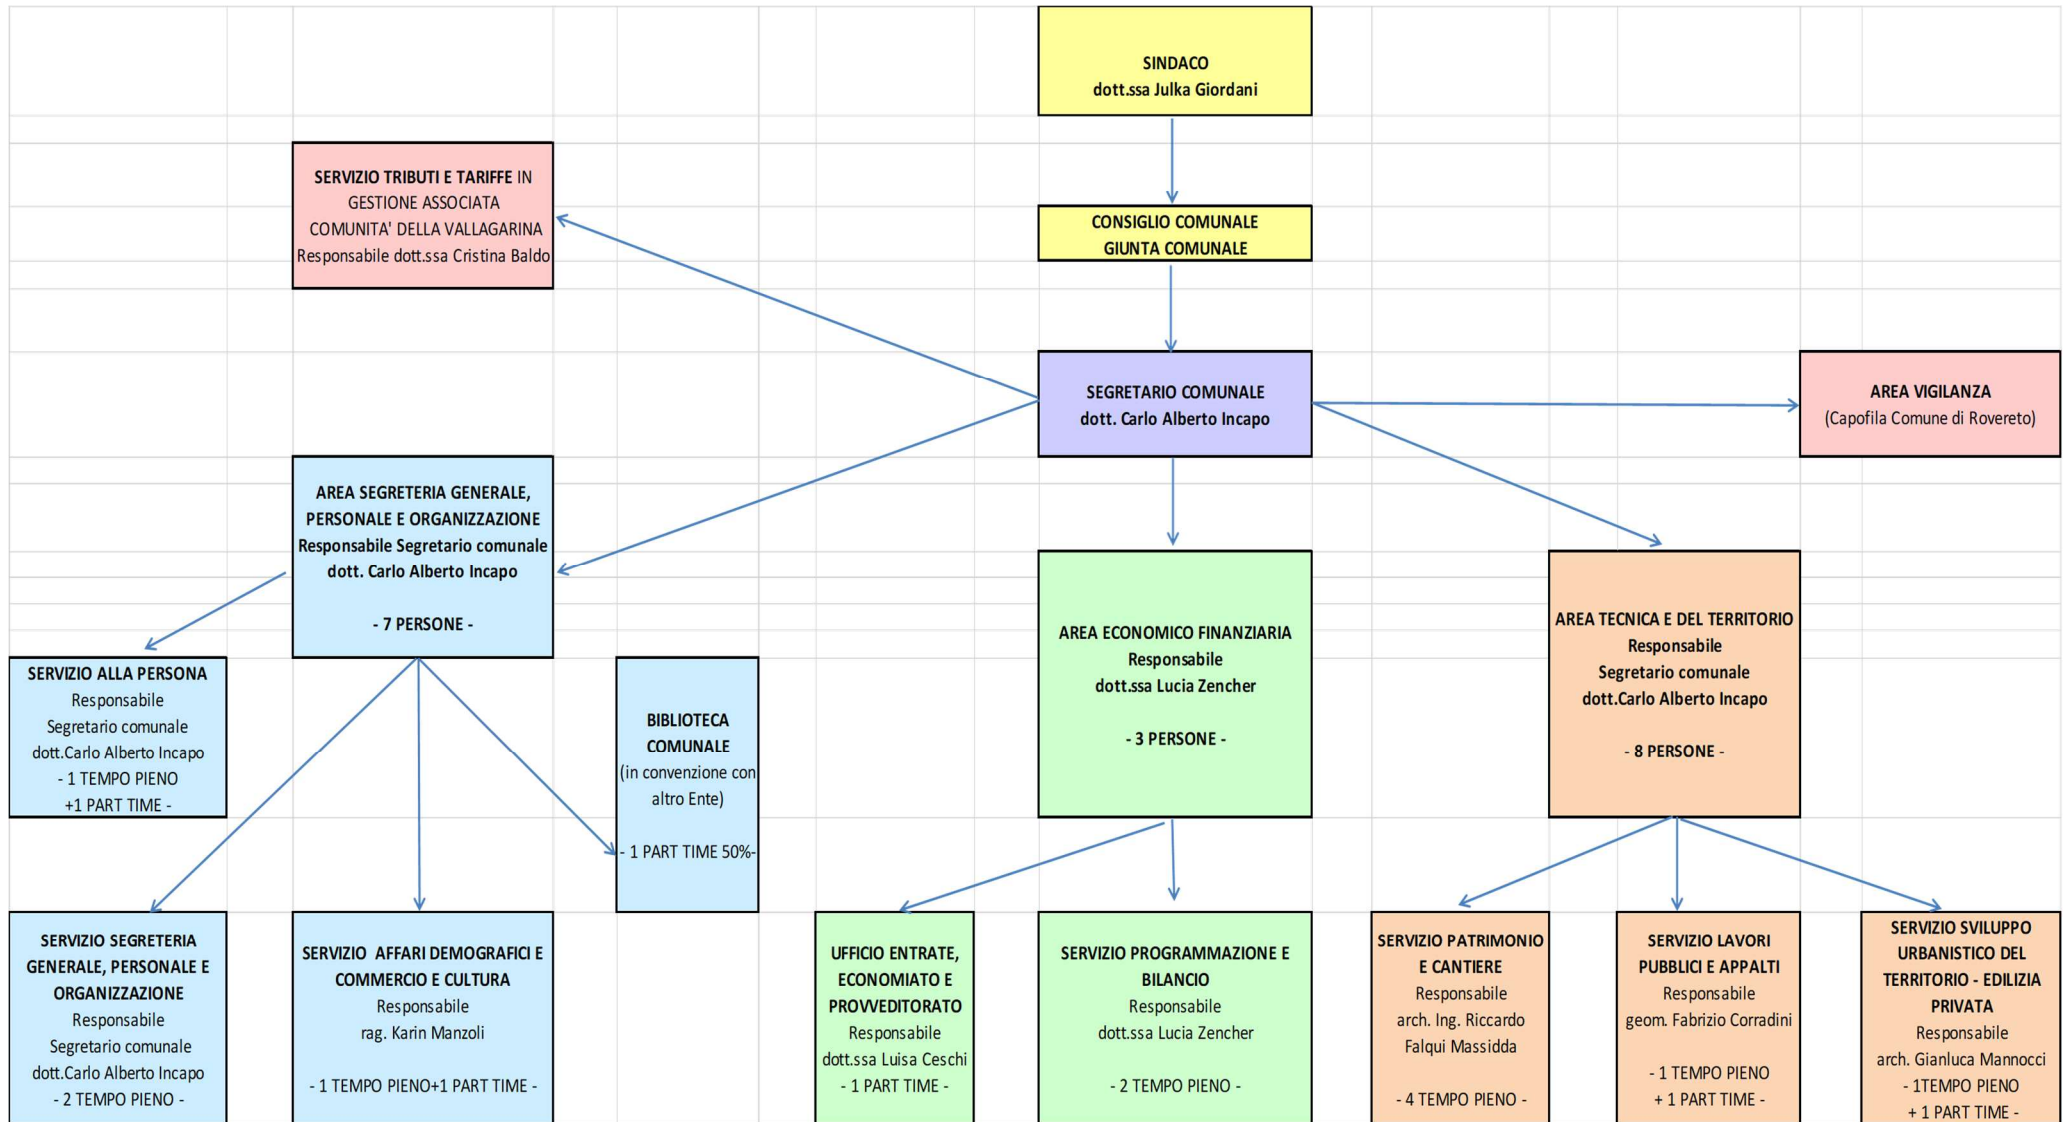 SINDACO
dott.ssa Julka Giordani
SERVIZIO TRIBUTI E TARIFFE IN
GESTIONE ASSOCIATA
COMUNITA' DELLA VALLAGARINA
Responsabile dott.ssa Cristina Baldo
CONSIGLIO COMUNALE
GIUNTA COMUNALE
SEGRETARIO COMUNALE
dott. Carlo Alberto Incapo
AREA VIGILANZA
(Capofila Comune di Rovereto)
AREA SEGRETERIA GENERALE,
PERSONALE E ORGANIZZAZIONE
Responsabile Segretario comunale
dott. Carlo Alberto Incapo
- 7 PERSONE -
AREA ECONOMICO FINANZIARIA
Responsabile
dott.ssa Lucia Zencher
- 3 PERSONE -
AREA TECNICA E DEL TERRITORIO
Responsabile
Segretario comunale
dott.Carlo Alberto Incapo
- 8 PERSONE -
SERVIZIO ALLA PERSONA
Responsabile
Segretario comunale
dott.Carlo Alberto Incapo
- 1 TEMPO PIENO
+1 PART TIME -
BIBLIOTECA
COMUNALE
(in convenzione con
altro Ente)
- 1 PART TIME 50%-
SERVIZIO SEGRETERIA
GENERALE, PERSONALE E
ORGANIZZAZIONE
Responsabile
Segretario comunale
dott.Carlo Alberto Incapo
- 2 TEMPO PIENO -
SERVIZIO AFFARI DEMOGRAFICI E
COMMERCIO E CULTURA
Responsabile
rag. Karin Manzoli
- 1 TEMPO PIENO+1 PART TIME -
UFFICIO ENTRATE,
ECONOMIATO E
PROVVEDITORATO
Responsabile
dott.ssa Luisa Ceschi
- 1 PART TIME -
SERVIZIO PROGRAMMAZIONE E
BILANCIO
Responsabile
dott.ssa Lucia Zencher
- 2 TEMPO PIENO -
SERVIZIO PATRIMONIO
E CANTIERE
Responsabile
arch. Ing. Riccardo
Falqui Massidda
- 4 TEMPO PIENO -
SERVIZIO LAVORI
PUBBLICI E APPALTI
Responsabile
geom. Fabrizio Corradini
- 1 TEMPO PIENO
+ 1 PART TIME -
SERVIZIO SVILUPPO
URBANISTICO DEL
TERRITORIO - EDILIZIA
PRIVATA
Responsabile
arch. Gianluca Mannocci
- 1TEMPO PIENO
+ 1 PART TIME -